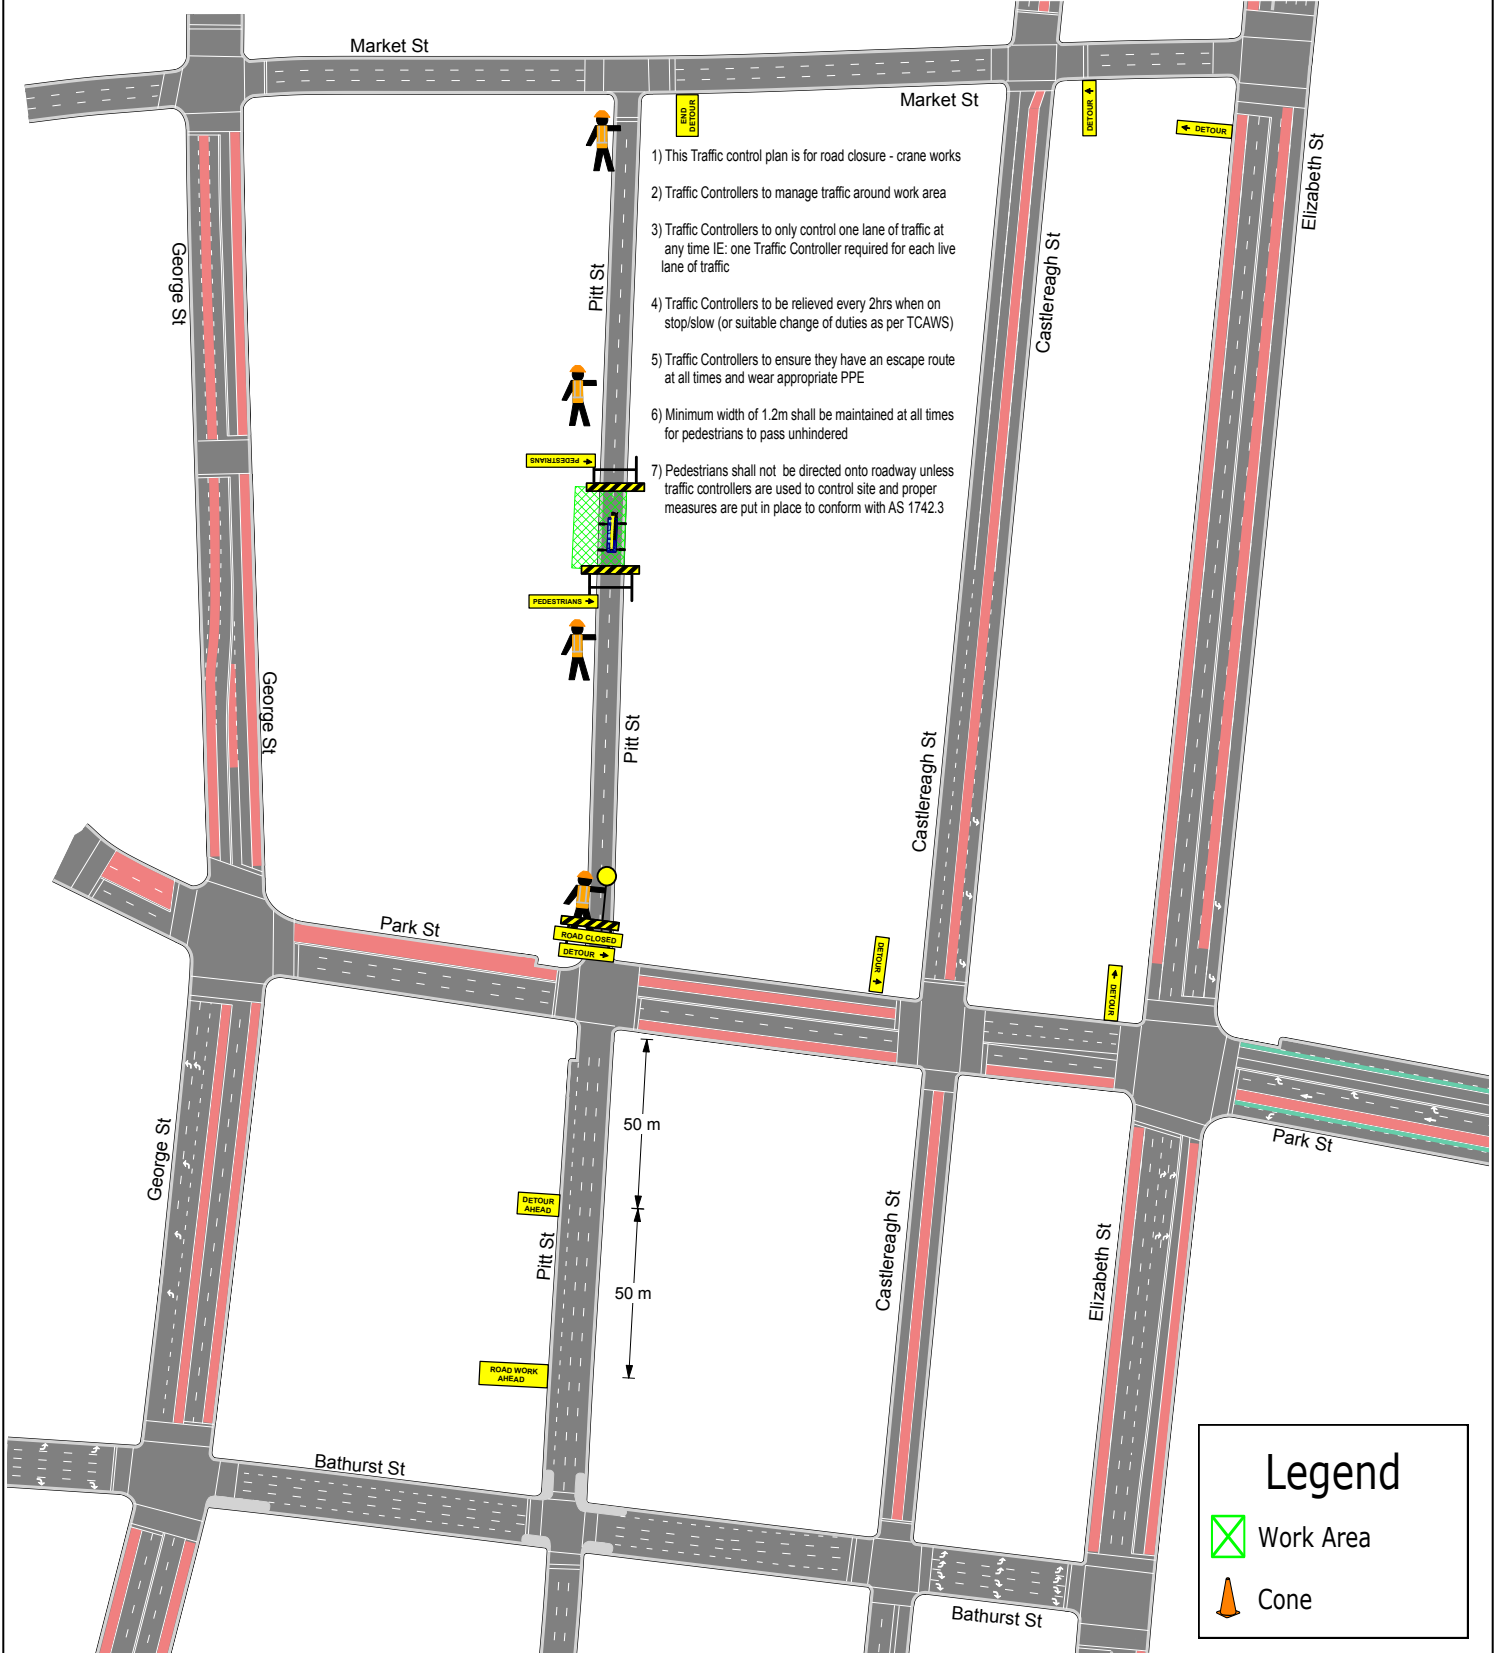 Market St
Market St
END
DETOUR
DETOUR
DETOUR
Elizabeth St
1) This Traffic control plan is for road closure - crane works
2) Traffic Controllers to manage traffic around work area
3) Traffic Controllers to only control one lane of traffic at
any time IE: one Traffic Controller required for each live
lane of traffic
4) Traffic Controllers to be relieved every 2hrs when on
stop/slow (or suitable change of duties as per TCAWS)
5) Traffic Controllers to ensure they have an escape route
at all times and wear appropriate PPE
6) Minimum width of 1.2m shall be maintained at all times
for pedestrians to pass unhindered
7) Pedestrians shall not be directed onto roadway unless
traffic controllers are used to control site and proper
measures are put in place to conform with AS 1742.3
George St
Pitt St
Castlereagh St
PEDESTRIANS
PEDESTRIANS
George St
Pitt St
Castlereagh St
Park St
ROAD CLOSED
DETOUR
DETOUR
DETOUR
50 m
Park St
George St
DETOUR
AHEAD
Pitt St
Castlereagh St
Elizabeth St
50 m
ROAD WORK
AHEAD
Bathurst St
Bathurst St
Legend
Work Area
Cone